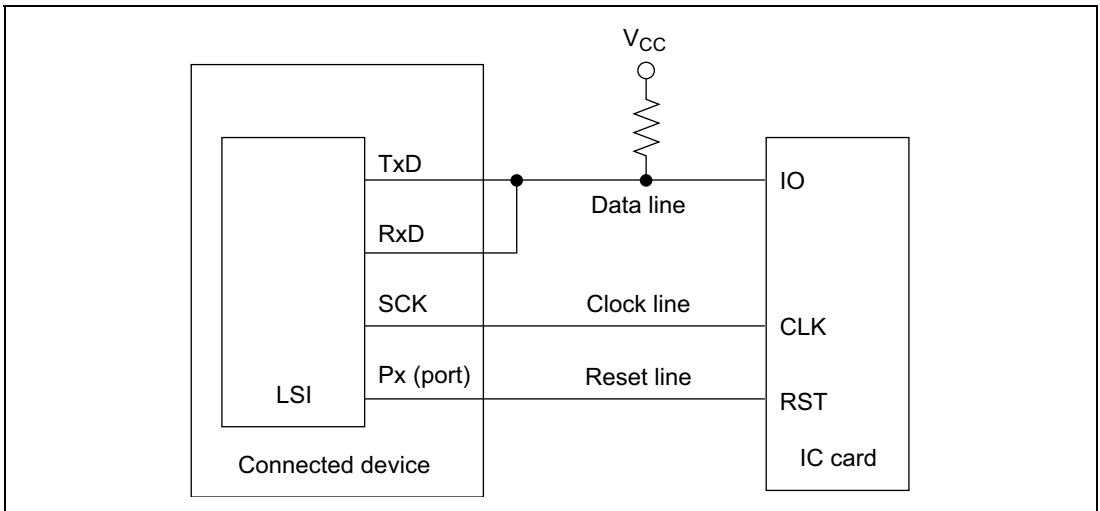 VCC
TxD
IO
Data line
RxD
SCK
Clock line
CLK
Px (port)
Reset line
RST
LSI
IC card
Connected device